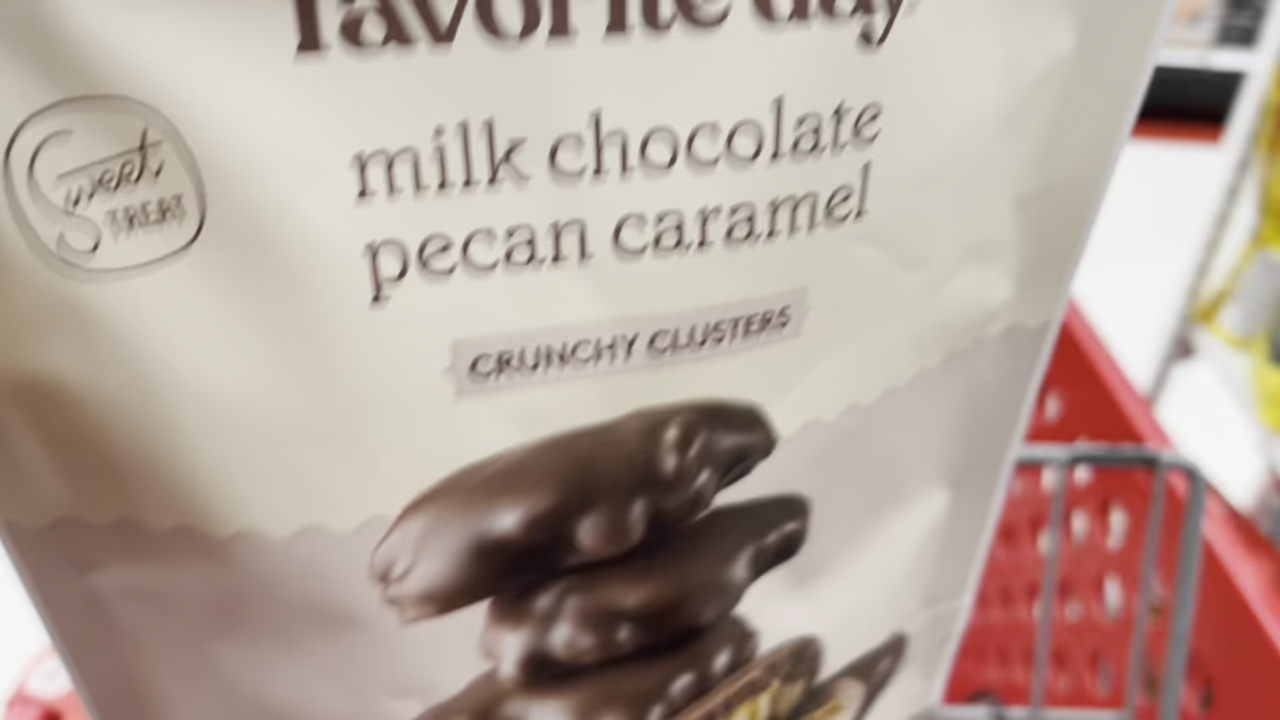 favorite day
Sweet
TREAT
milk chocolate
pecan caramel
CRUNCHY CLUSTERS